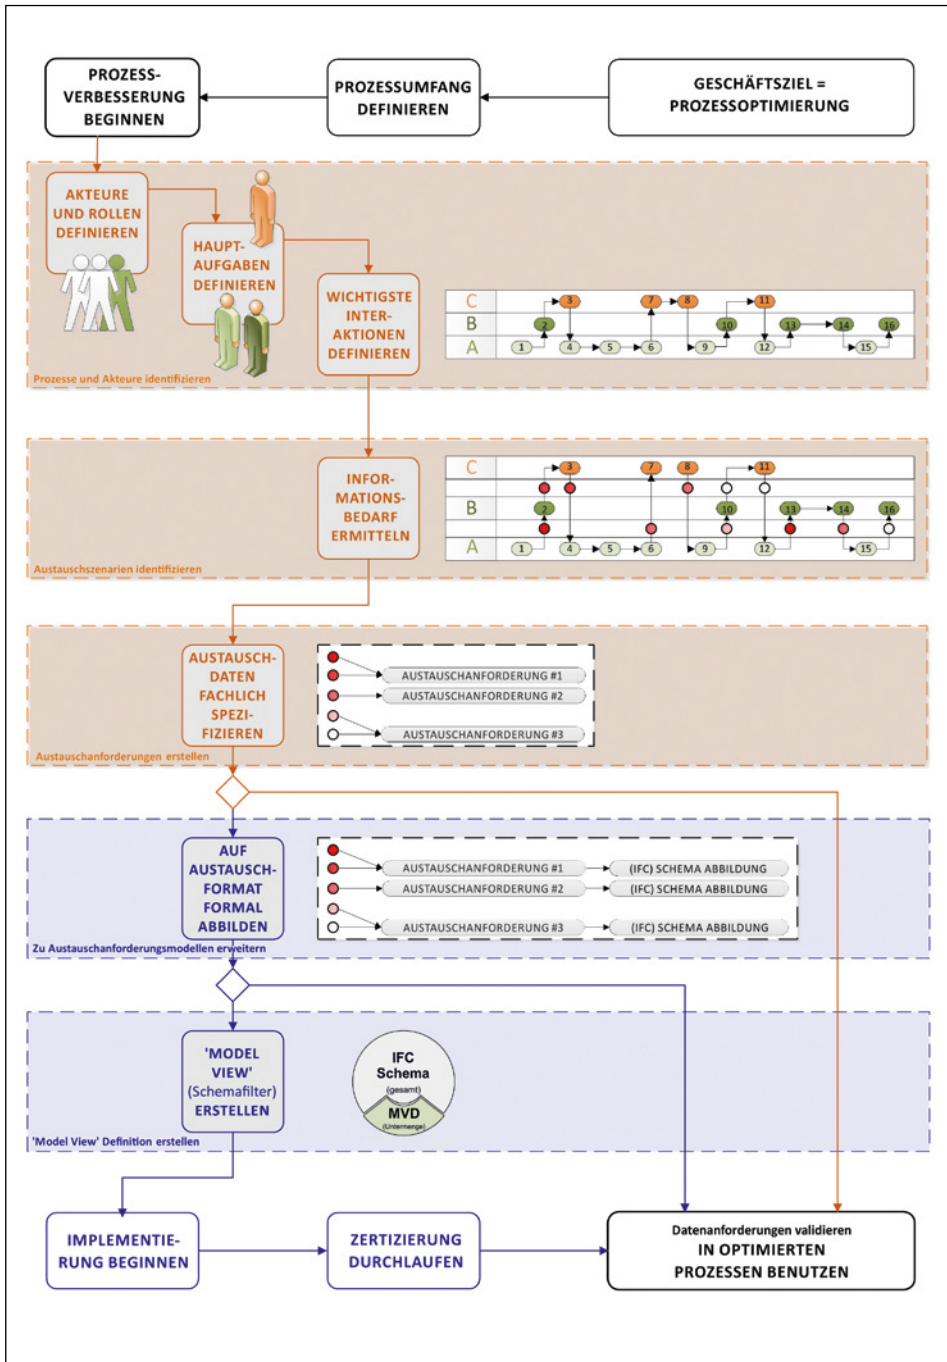 PROZESS-
VERBESSERUNG
BEGINNEN
PROZESSUMFANG
DEFINIEREN
GESCHÄFTSZIEL =
PROZESSOPTIMIERUNG
AKTEURE
UND ROLLEN
DEFINIEREN
HAUPT-
AUFGABEN
DEFINIEREN
WICHTIGSTE
INTER-
AKTIONEN
DEFINIEREN
C
3
7
8
11
B
2
10
13
14
16
A
1
4
5
6
9
12
15
Prozesse und Akteure identifizieren
INFOR-
MATIONS-
BEDARF
ERMITTELN
C
3
7
8
11
B
2
10
13
14
16
A
1
4
5
6
9
12
15
Austauschszenarien identifizieren
AUSTAUSCH-
DATEN
FACHLICH
SPEZI-
FIZIEREN
AUSTAUSCHANFORDERUNG #1
AUSTAUSCHANFORDERUNG #2
AUSTAUSCHANFORDERUNG #3
Austauschanforderungen erstellen
AUF
AUSTAUSCH-
FORMAT
FORMAL
ABBILDEN
AUSTAUSCHANFORDERUNG #1
(IFC) SCHEMA ABBILDUNG
AUSTAUSCHANFORDERUNG #2
(IFC) SCHEMA ABBILDUNG
AUSTAUSCHANFORDERUNG #3
(IFC) SCHEMA ABBILDUNG
Zu Austauschanforderungsmodellen erweitern
'MODEL
VIEW'
(Schemafilter)
ERSTELLEN
IFC
Schema
(gesamt)
MVD
(Untermenge)
'Model View' Definition erstellen
IMPLEMENTIE-
RUNG BEGINNEN
ZERTIZIERUNG
DURCHLAUFEN
Datenanforderungen validieren
IN OPTIMIERTEN
PROZESSEN BENUTZEN